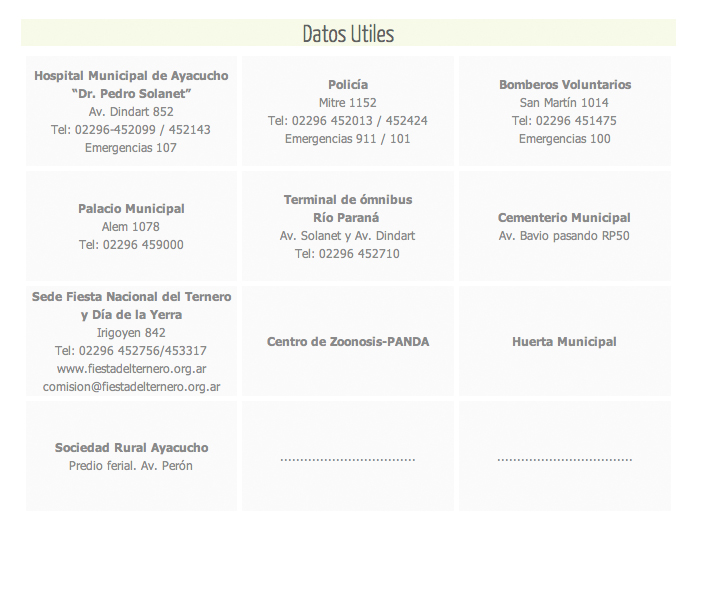 Datos Utiles
Hospital Municipal de Ayacucho
“Dr. Pedro Solanet”
Av. Dindart 852
Tel: 02296-452099 / 452143
Emergencias 107
Policía
Mitre 1152
Tel: 02296 452013 / 452424
Emergencias 911 / 101
Bomberos Voluntarios
San Martín 1014
Tel: 02296 451475
Emergencias 100
Palacio Municipal
Alem 1078
Tel: 02296 459000
Terminal de ómnibus
Río Paraná
Av. Solanet y Av. Dindart
Tel: 02296 452710
Cementerio Municipal
Av. Bavio pasando RP50
Sede Fiesta Nacional del Ternero
y Día de la Yerra
Irigoyen 842
Tel: 02296 452756/453317
www.fiestadelternero.org.ar
comision@fiestadelternero.org.ar
Centro de Zoonosis-PANDA
Huerta Municipal
Sociedad Rural Ayacucho
Predio ferial. Av. Perón
..................................
..................................